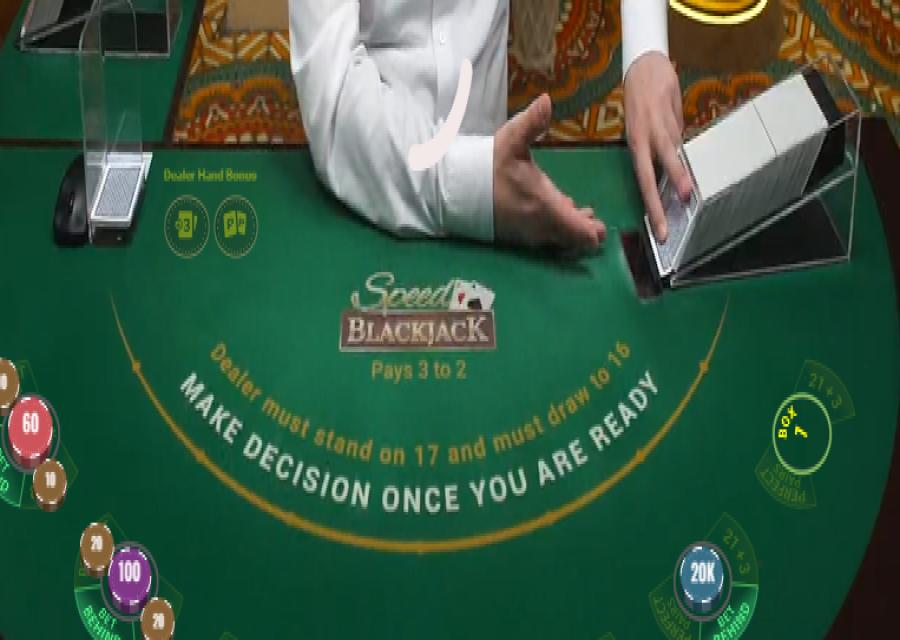 Dealer Hand Bonus
Speed
BLACKJACK
Pays 3 to 2
Dealer must stand on 17 and must draw to 16
MAKE DECISION ONCE YOU ARE READY
60
10
20
100
20
BET
BEHIND
21+3
BOX
7
PERFECT
PAIRS
21+3
20K
BET
BEHIND